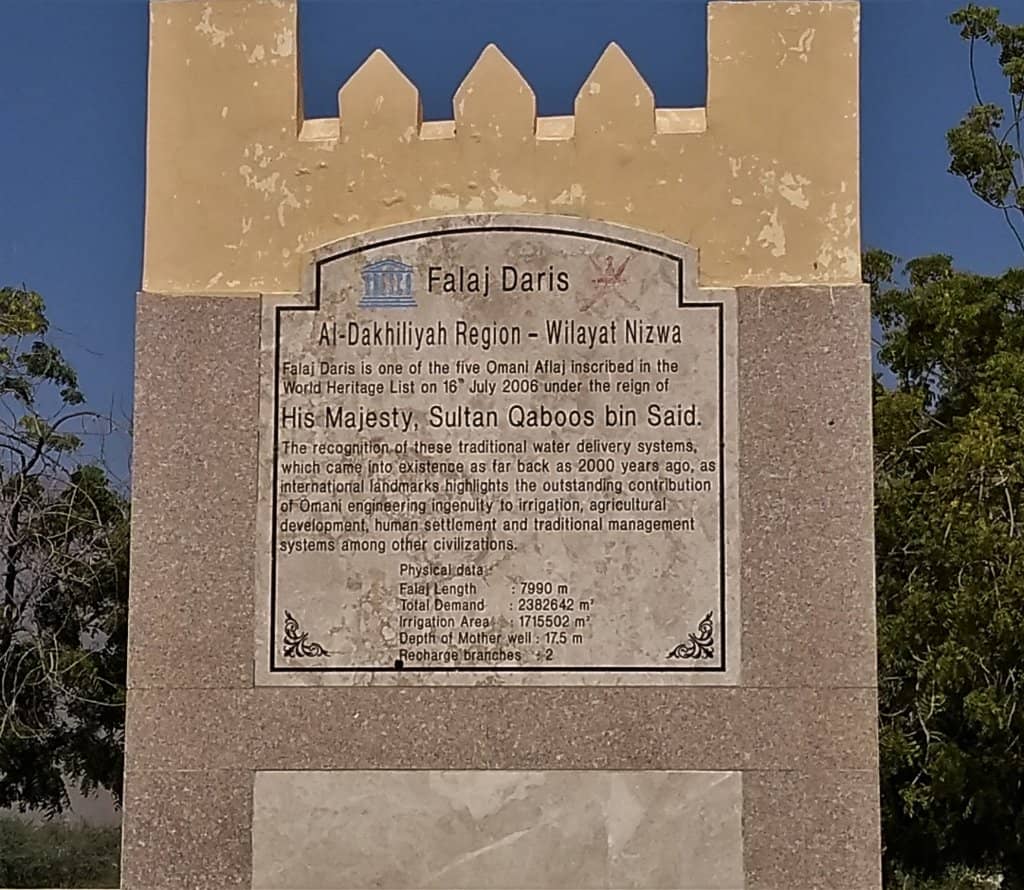 Falaj Daris
Al-Dakhiliyah Region - Wilayat Nizwa
Falaj Daris is one of the five Omani Aflaj inscribed in the
World Heritage List on 16th July 2006 under the reign of
His Majesty, Sultan Qaboos bin Said.
The recognition of these traditional water delivery systems,
which came into existence as far back as 2000 years ago, as
international landmarks highlights the outstanding contribution
of Omani engineering ingenuity to irrigation, agricultural
development, human settlement and traditional management
systems among other civilizations.
Physical data :
Falaj Length : 7990 m
Total Demand : 2382642 m³
Irrigation Area : 1715502 m²
Depth of Mother well : 17.5 m
Recharge branches : 2